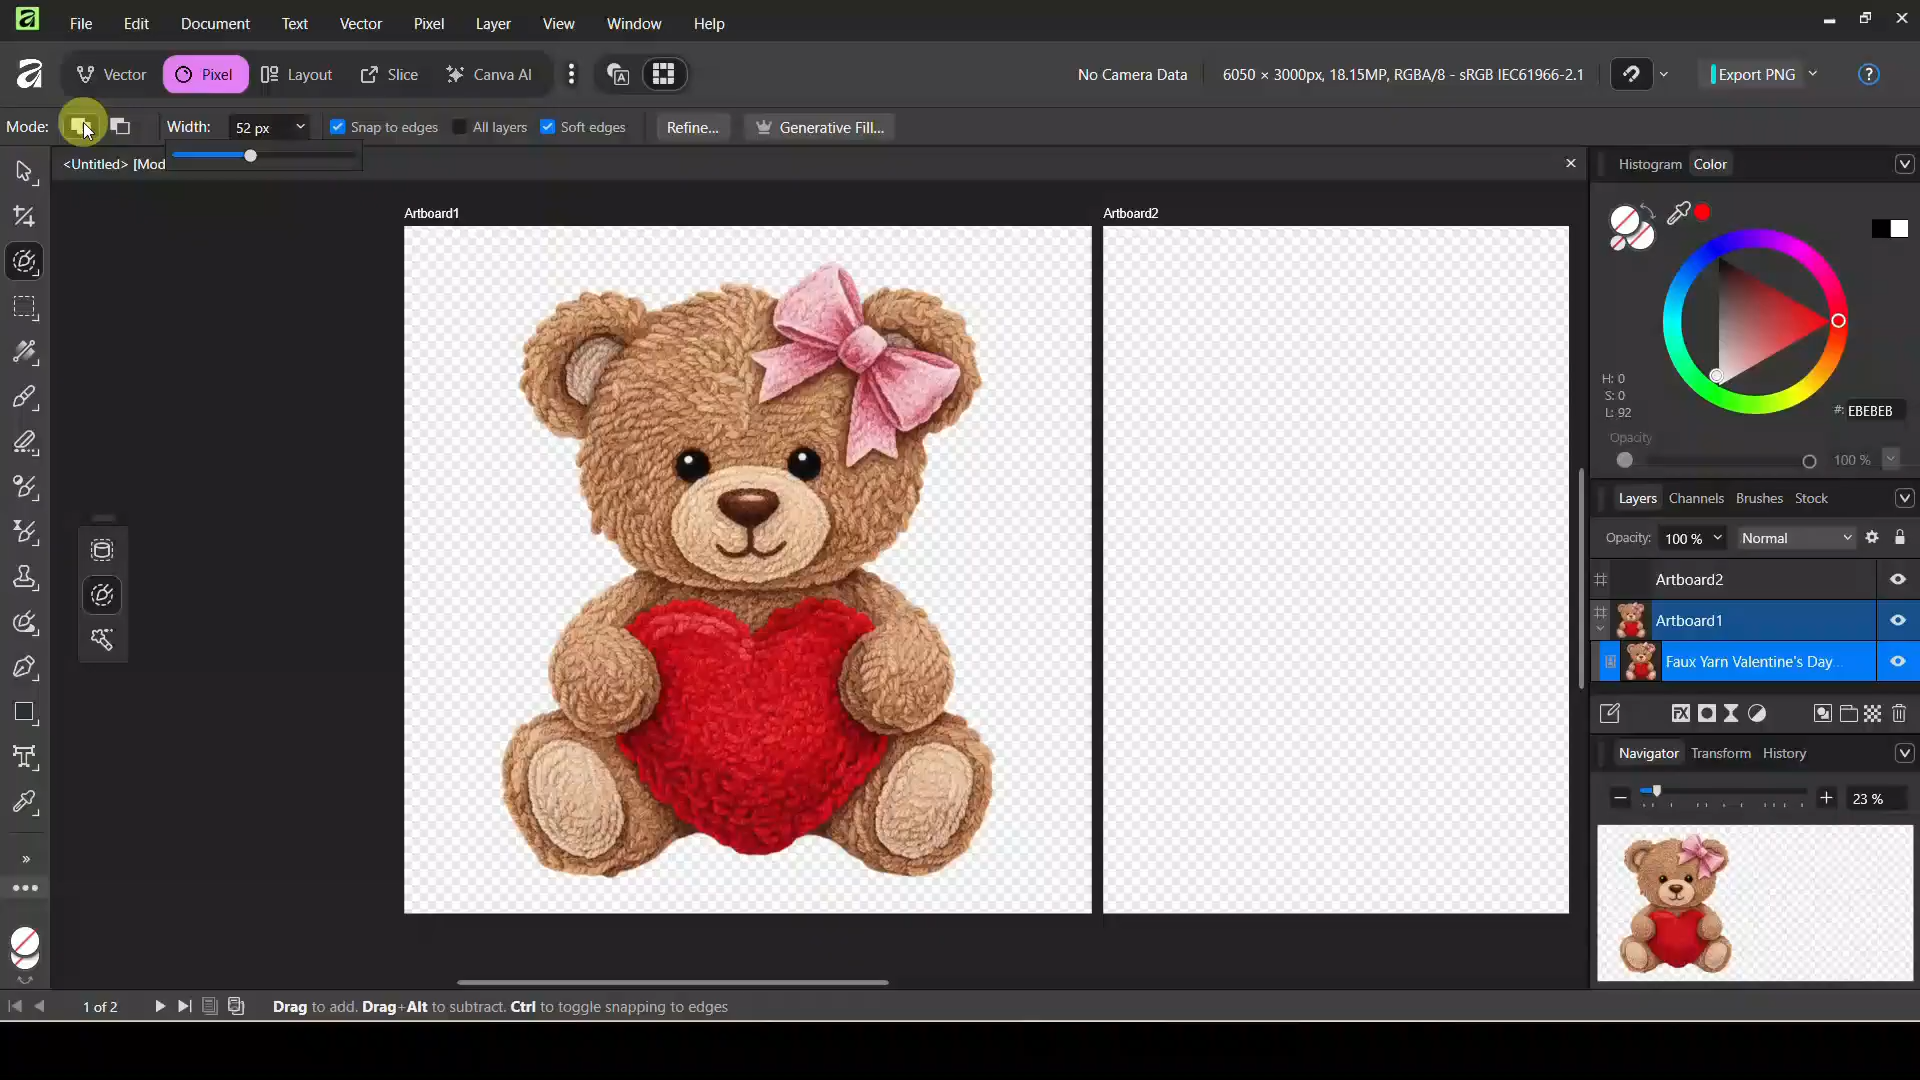 File Edit Document Text Vector Pixel Layer View Window Help
Vector Pixel Layout Slice Canva AI No Camera Data 6050 × 3000px, 18.15MP, RGBA/8 - sRGB IEC61966-2.1 Export PNG
Mode: Width: 52 px Snap to edges All layers Soft edges Refine... Generative Fill...
<Untitled> [Mod
Histogram Color
Artboard1 Artboard2
H: 0
S: 0
L: 92
#: EBEBEB
Opacity
100 %
Layers Channels Brushes Stock
Opacity: 100 % Normal
Artboard2
Artboard1
Faux Yarn Valentine's Day...
FX
Navigator Transform History
23 %
1 of 2 Drag to add. Drag+Alt to subtract. Ctrl to toggle snapping to edges